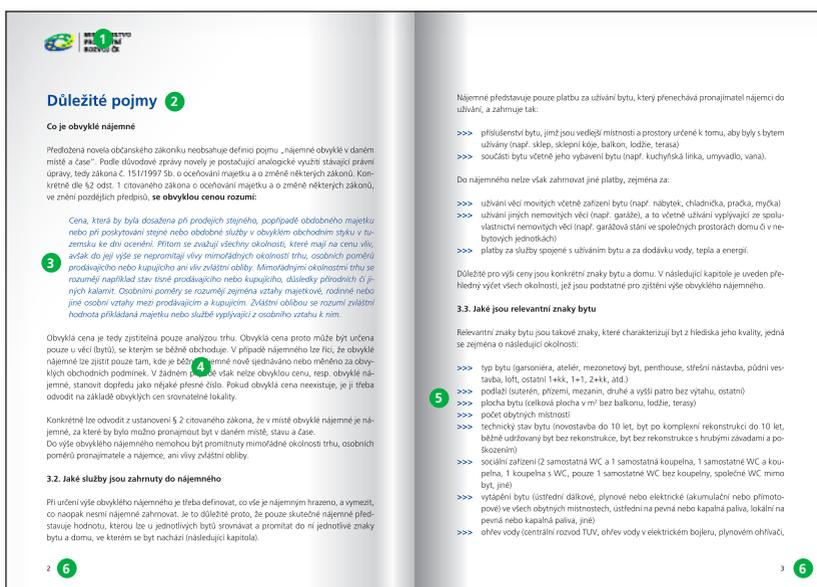 1
Důležité pojmy 2
Co je obvyklé nájemné
Předložená novela občanského zákoníku neobsahuje definici pojmu „nájemné obvyklé v daném
místě a čase“. Podle důvodové zprávy novely je postačující analogické využití stávající právní
úpravy, tedy zákona č. 151/1997 Sb. o oceňování majetku a o změně některých zákonů. Kon-
krétně dle §2 odst. 1 citovaného zákona o oceňování majetku a o změně některých zákonů,
ve znění pozdějších předpisů, se obvyklou cenou rozumí:
Cena, která by byla dosažena při prodejích stejného, popřípadě obdobného majetku
nebo při poskytování stejné nebo obdobné služby v obvyklém obchodním styku v tu-
zemsku ke dni ocenění. Přitom se zvažují všechny okolnosti, které mají na cenu vliv,
avšak do její výše se nepromítají vlivy mimořádných okolností trhu, osobních poměrů
3
prodávajícího nebo kupujícího ani vliv zvláštní obliby. Mimořádnými okolnostmi trhu se
rozumějí například stav tísně prodávajícího nebo kupujícího, důsledky přírodních či ji-
ných kalamit. Osobními poměry se rozumějí zejména vztahy majetkové, rodinné nebo
jiné osobní vztahy mezi prodávajícím a kupujícím. Zvláštní oblibou se rozumí zvláštní
hodnota přikládaná majetku nebo službě vyplývající z osobního vztahu k nim.
Obvyklá cena je tedy zjistitelná pouze analýzou trhu. Obvyklá cena proto může být určena
pouze u věcí (bytů), se kterým se běžně obchoduje. V případě nájemného lze říci, že obvyklé
nájemné lze zjistit pouze tam, kde je běžně nájemné nově sjednáváno nebo měněno za obvy-
4
klých obchodních podmínek. V žádném případě však nelze obvyklou cenu, resp. obvyklé ná-
jemné, stanovit dopředu jako nějaké přesné číslo. Pokud obvyklá cena neexistuje, je ji třeba
odvodit na základě obvyklých cen srovnatelné lokality.
Konkrétně lze odvodit z ustanovení § 2 citovaného zákona, že v místě obvyklé nájemné je ná-
jemné, za které by bylo možno pronajmout byt v daném místě, stavu a čase.
Do výše obvyklého nájemného nemohou být promítnuty mimořádné okolnosti trhu, osobních
poměrů pronajímatele a nájemce, ani vlivy zvláštní obliby.
3.2. Jaké služby jsou zahrnuty do nájemného
Při určení výše obvyklého nájemného je třeba definovat, co vše je nájemným hrazeno, a vymezit,
co naopak nesmí nájemné zahrnovat. Je to důležité proto, že pouze skutečné nájemné před-
stavuje hodnotu, kterou lze u jednotlivých bytů srovnávat a promítat do ní jednotlivé znaky
bytu a domu, ve kterém se byt nachází (následující kapitola).
2 6
Nájemné představuje pouze platbu za užívání bytu, který přenechává pronajímatel nájemci do
užívání, a zahrnuje tak:
>>> příslušenství bytu, jímž jsou vedlejší místnosti a prostory určené k tomu, aby byly s bytem
užívány (např. sklep, sklepní kóje, balkon, lodžie, terasa)
>>> součásti bytu včetně jeho vybavení bytu (např. kuchyňská linka, umyvadlo, vana).
Do nájemného nelze však zahrnovat jiné platby, zejména za:
>>> užívání věcí movitých včetně zařízení bytu (např. nábytek, chladnička, pračka, myčka)
>>> užívání jiných nemovitých věcí (např. garáže), a to včetně užívání vyplývající ze spolu-
vlastnictví nemovitých věcí (např. garážová stání ve společných prostorách domu či v ne-
bytových jednotkách)
>>> platby za služby spojené s užíváním bytu a za dodávku vody, tepla a energií.
Důležité pro výši ceny jsou konkrétní znaky bytu a domu. V následující kapitole je uveden pře-
hledný výčet všech okolností, jež jsou podstatné pro zjištění výše obvyklého nájemného.
3.3. Jaké jsou relevantní znaky bytu
Relevantní znaky bytu jsou takové znaky, které charakterizují byt z hlediska jeho kvality, jedná
se zejména o následující okolnosti:
>>> typ bytu (garsoniéra, ateliér, mezonetový byt, penthouse, střešní nástavba, půdní ves-
tavba, loft, ostatní 1+kk, 1+1, 2+kk, atd.)
>>> podlaží (suterén, přízemí, mezanin, druhé a vyšší patro bez výtahu, ostatní)
5
>>> plocha bytu (celková plocha v m² bez balkonu, lodžie, terasy)
>>> počet obytných místností
>>> technický stav bytu (novostavba do 10 let, byt po komplexní rekonstrukci do 10 let,
běžně udržovaný byt bez rekonstrukce, byt bez rekonstrukce s hrubými závadami a po-
škozením)
>>> sociální zařízení (2 samostatná WC a 1 samostatná koupelna, 1 samostatné WC a kou-
pelna, 1 koupelna s WC, pouze 1 samostatné WC bez koupelny, společné WC mimo
byt, jiné)
>>> vytápění bytu (ústřední dálkové, plynové nebo elektrické (akumulační nebo přímoto-
pové) ve všech obytných místnostech, ústřední na pevná nebo kapalná paliva, lokální na
pevná nebo kapalná paliva, jiné)
>>> ohřev vody (centrální rozvod TUV, ohřev vody v elektrickém bojleru, plynovém ohřívači,
3 6